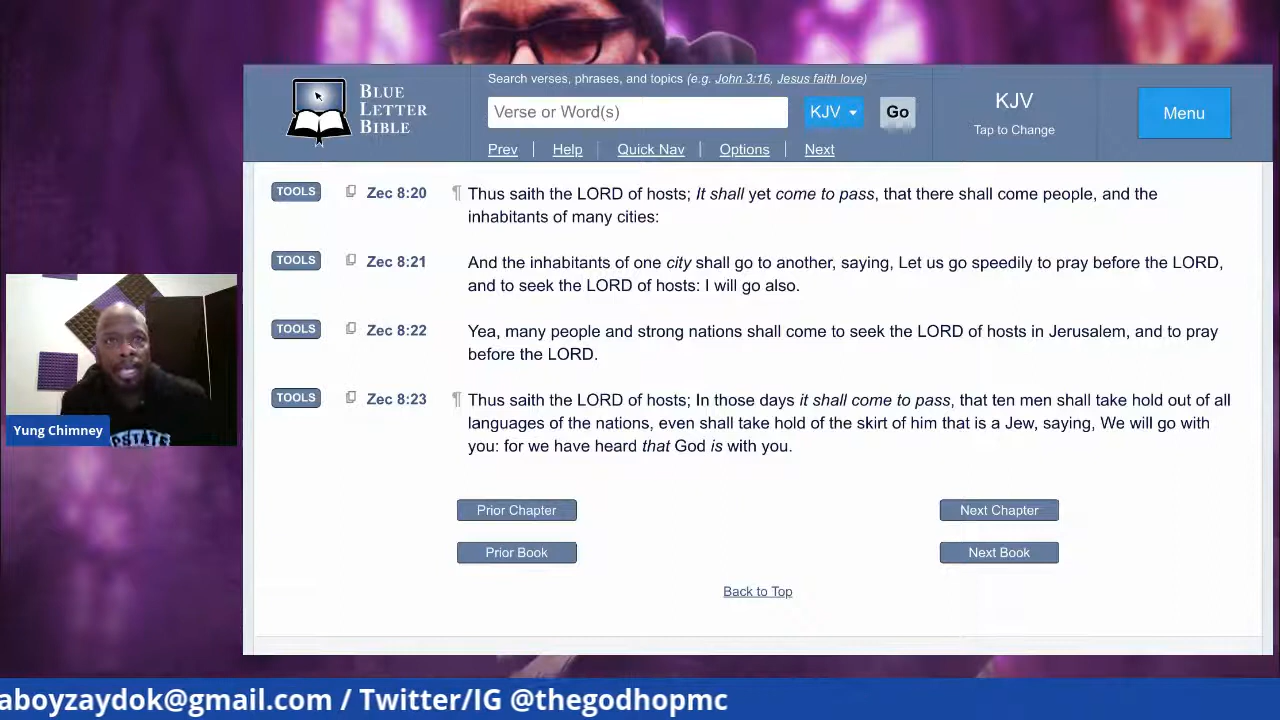 BLUE
LETTER
BIBLE
Search verses, phrases, and topics (e.g. John 3:16, Jesus faith love)
Verse or Word(s)
KJV
Go
Prev
Help
Quick Nav
Options
Next
KJV
Tap to Change
Menu
TOOLS Zec 8:20 ¶ Thus saith the LORD of hosts; It shall yet come to pass, that there shall come people, and the
inhabitants of many cities:
TOOLS Zec 8:21 And the inhabitants of one city shall go to another, saying, Let us go speedily to pray before the LORD,
and to seek the LORD of hosts: I will go also.
TOOLS Zec 8:22 Yea, many people and strong nations shall come to seek the LORD of hosts in Jerusalem, and to pray
before the LORD.
TOOLS Zec 8:23 ¶ Thus saith the LORD of hosts; In those days it shall come to pass, that ten men shall take hold out of all
languages of the nations, even shall take hold of the skirt of him that is a Jew, saying, We will go with
you: for we have heard that God is with you.
Prior Chapter
Next Chapter
Prior Book
Next Book
Back to Top
Yung Chimney
aboyzaydok@gmail.com / Twitter/IG @thegodhopmc